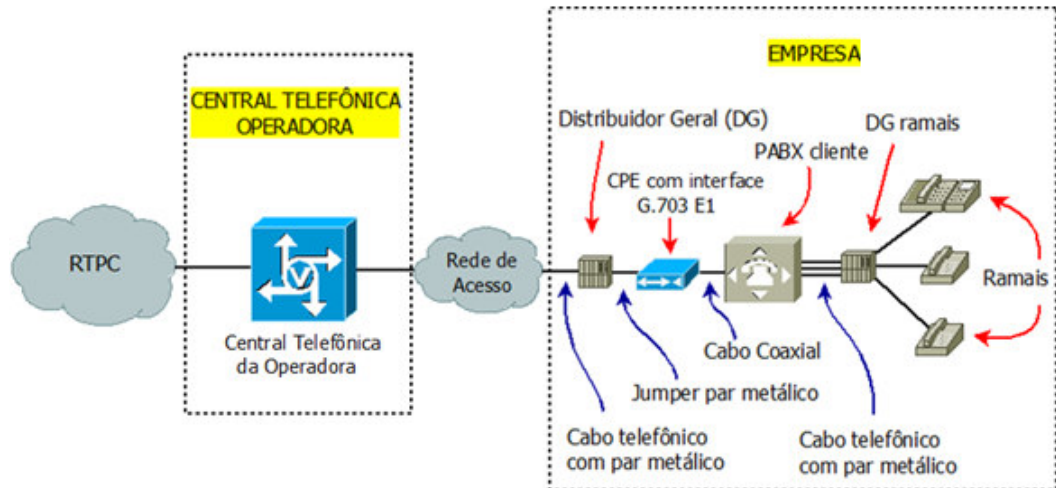 EMPRESA
CENTRAL TELEFÔNICA
OPERADORA
Distribuidor Geral (DG)
DG ramais
PABX cliente
CPE com interface
G.703 E1
RTPC
V
Rede de
Acesso
Ramais
Central Telefônica
da Operadora
Cabo Coaxial
Jumper par metálico
Cabo telefônico
com par metálico
Cabo telefônico
com par metálico